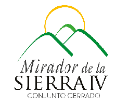 Mirador de la
SIERRA IV
CONJUNTO CERRADO